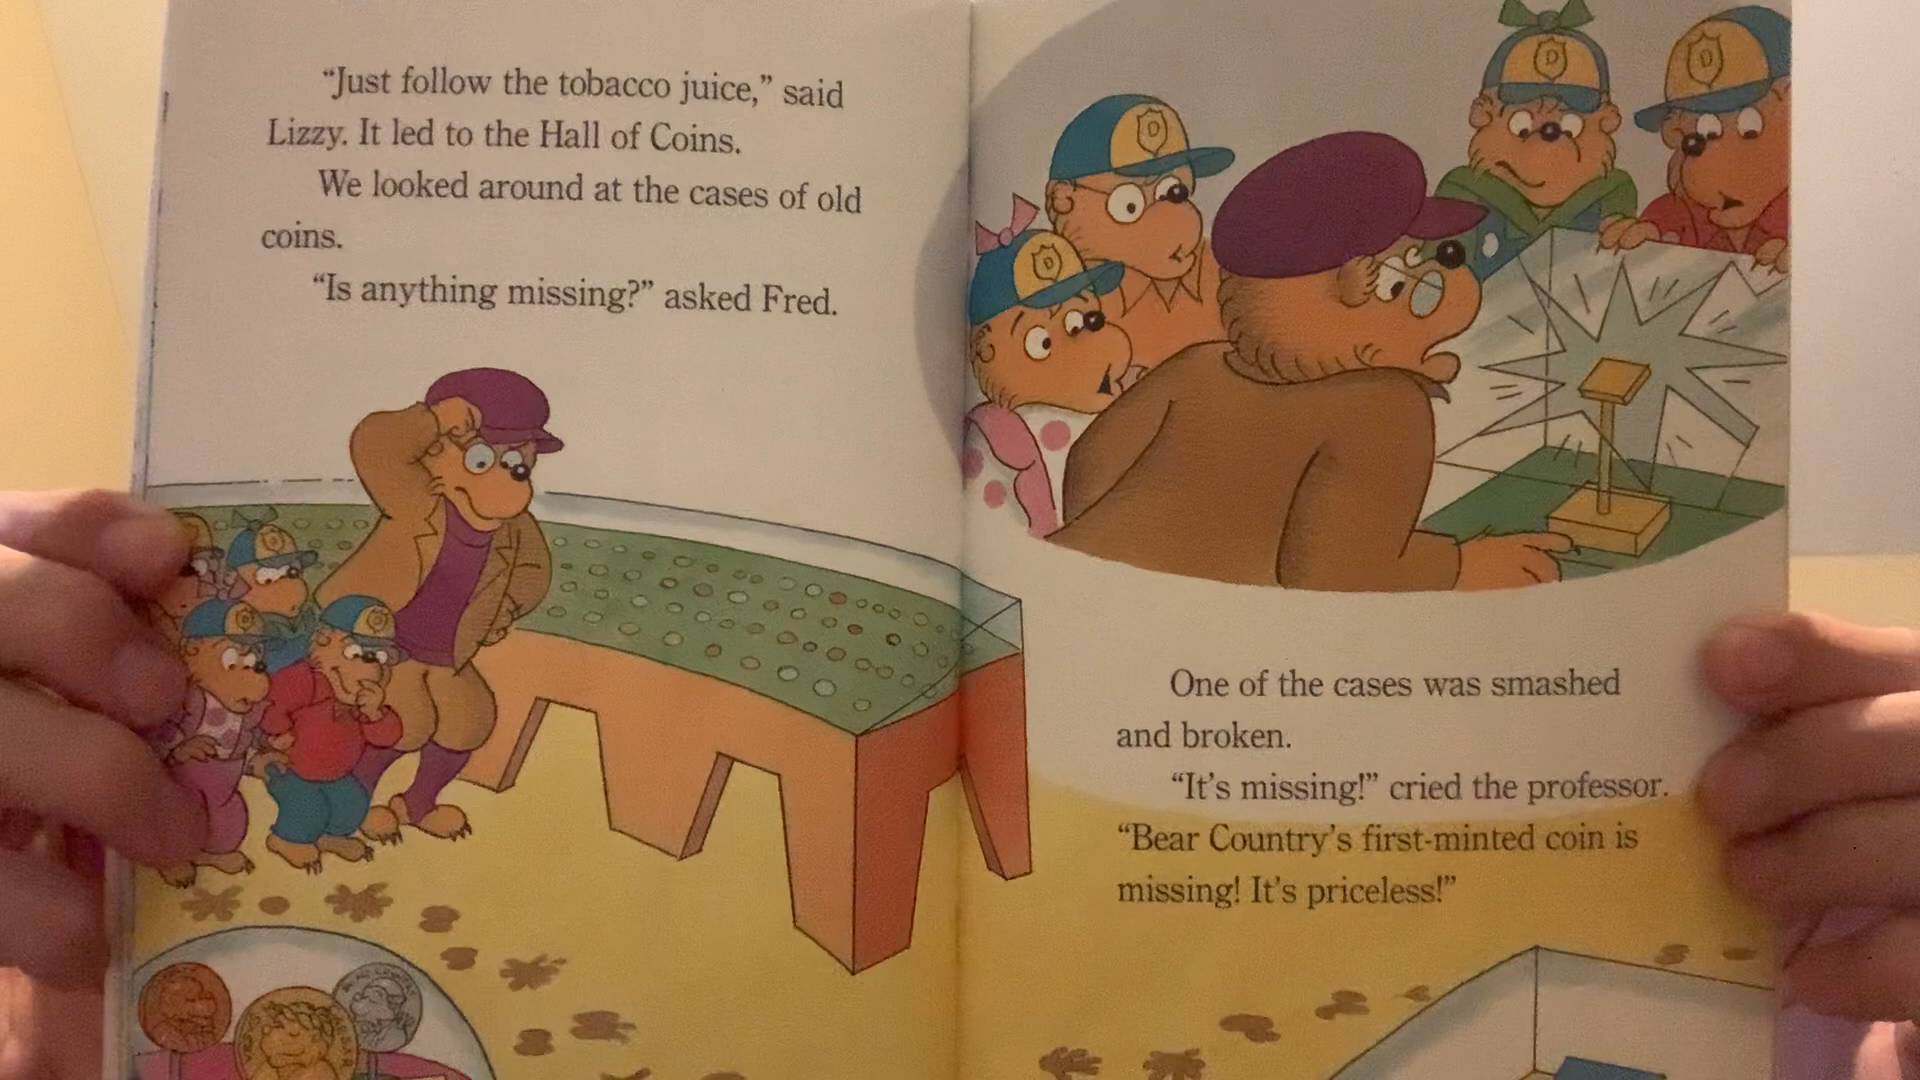 “Just follow the tobacco juice,” said
Lizzy. It led to the Hall of Coins.
We looked around at the cases of old
coins.
“Is anything missing?” asked Fred.
D
D
D
D
One of the cases was smashed
and broken.
“It’s missing!” cried the professor.
“Bear Country’s first-minted coin is
missing! It’s priceless!”